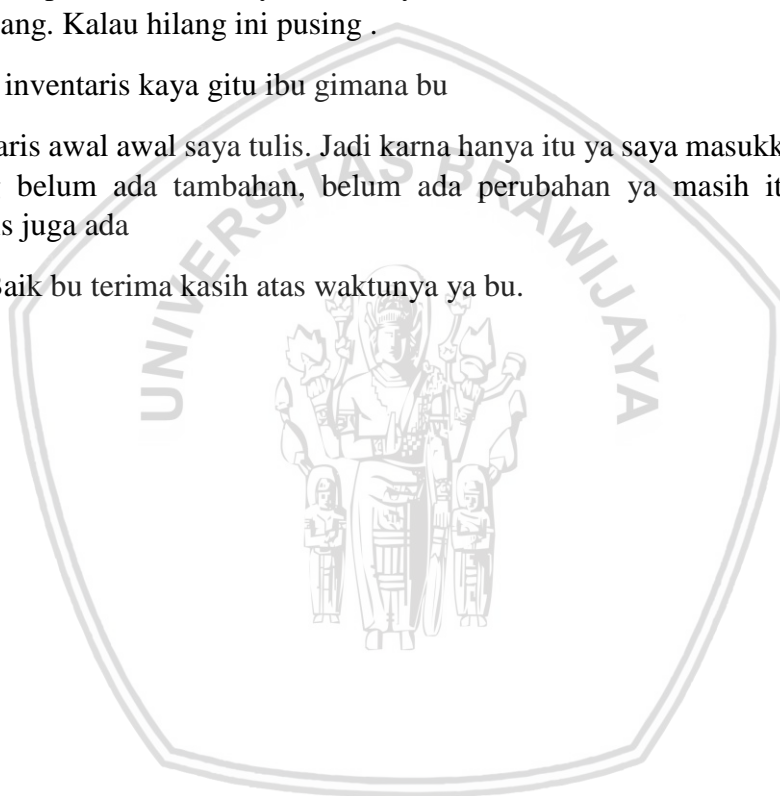 ang. Kalau hilang ini pusing .
inventaris kaya gitu ibu gimana bu
aris awal awal saya tulis. Jadi karna hanya itu ya saya masukk
belum ada tambahan, belum ada perubahan ya masih it
s juga ada
Baik bu terima kasih atas waktunya ya bu.
UNIVERSITAS BRAWIJAYA